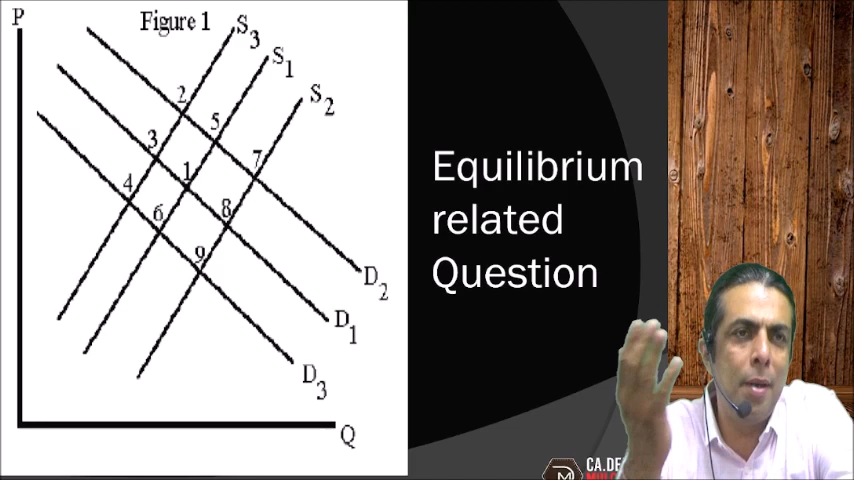 P
Figure 1
S3
S1
S2
2
5
3
7
1
4
8
6
9
D2
D1
D3
Q
Equilibrium
related
Question
CA.DE